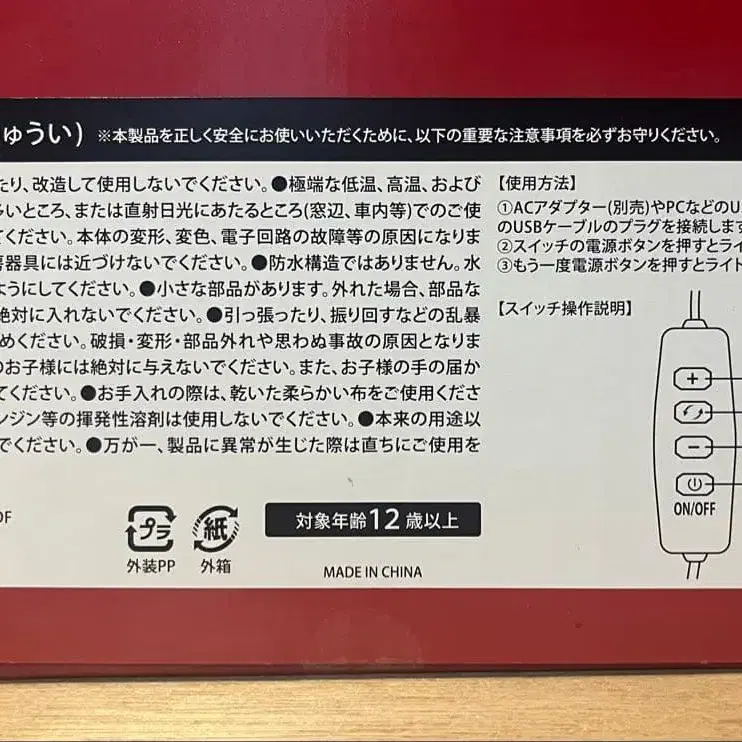 ゅうい) ※本製品を正しく安全にお使いいただくために、以下の重要な注意事項を必ずお守りください。
たり、改造して使用しないでください。●極端な低温、高温、および
多いところ、または直射日光にあたるところ(窓辺、車内等)でのご使
てください。本体の変形、変色、電子回路の故障等の原因になりま
器具には近づけないでください。●防水構造ではありません。水
ようにしてください。●小さな部品があります。外れた場合、部品な
絶対に入れないでください。●引っ張ったり、振り回すなどの乱暴
めください。破損・変形・部品外れや思わぬ事故の原因となりま
のお子様には絶対に与えないでください。また、お子様の手の届か
てください。●お手入れの際は、乾いた柔らかい布をご使用くださ
ンジン等の揮発性溶剤は使用しないでください。●本来の用途以
でください。●万が一、製品に異常が生じた際は直ちにご使用を
【使用方法】
①ACアダプター(別売)やPCなどのU
のUSBケーブルのプラグを接続しま
②スイッチの電源ボタンを押すとライ
③もう一度電源ボタンを押すとライト
【スイッチ操作説明】
ON/OFF
OF
プラ
外装PP
紙
外箱
対象年齢12歳以上
MADE IN CHINA